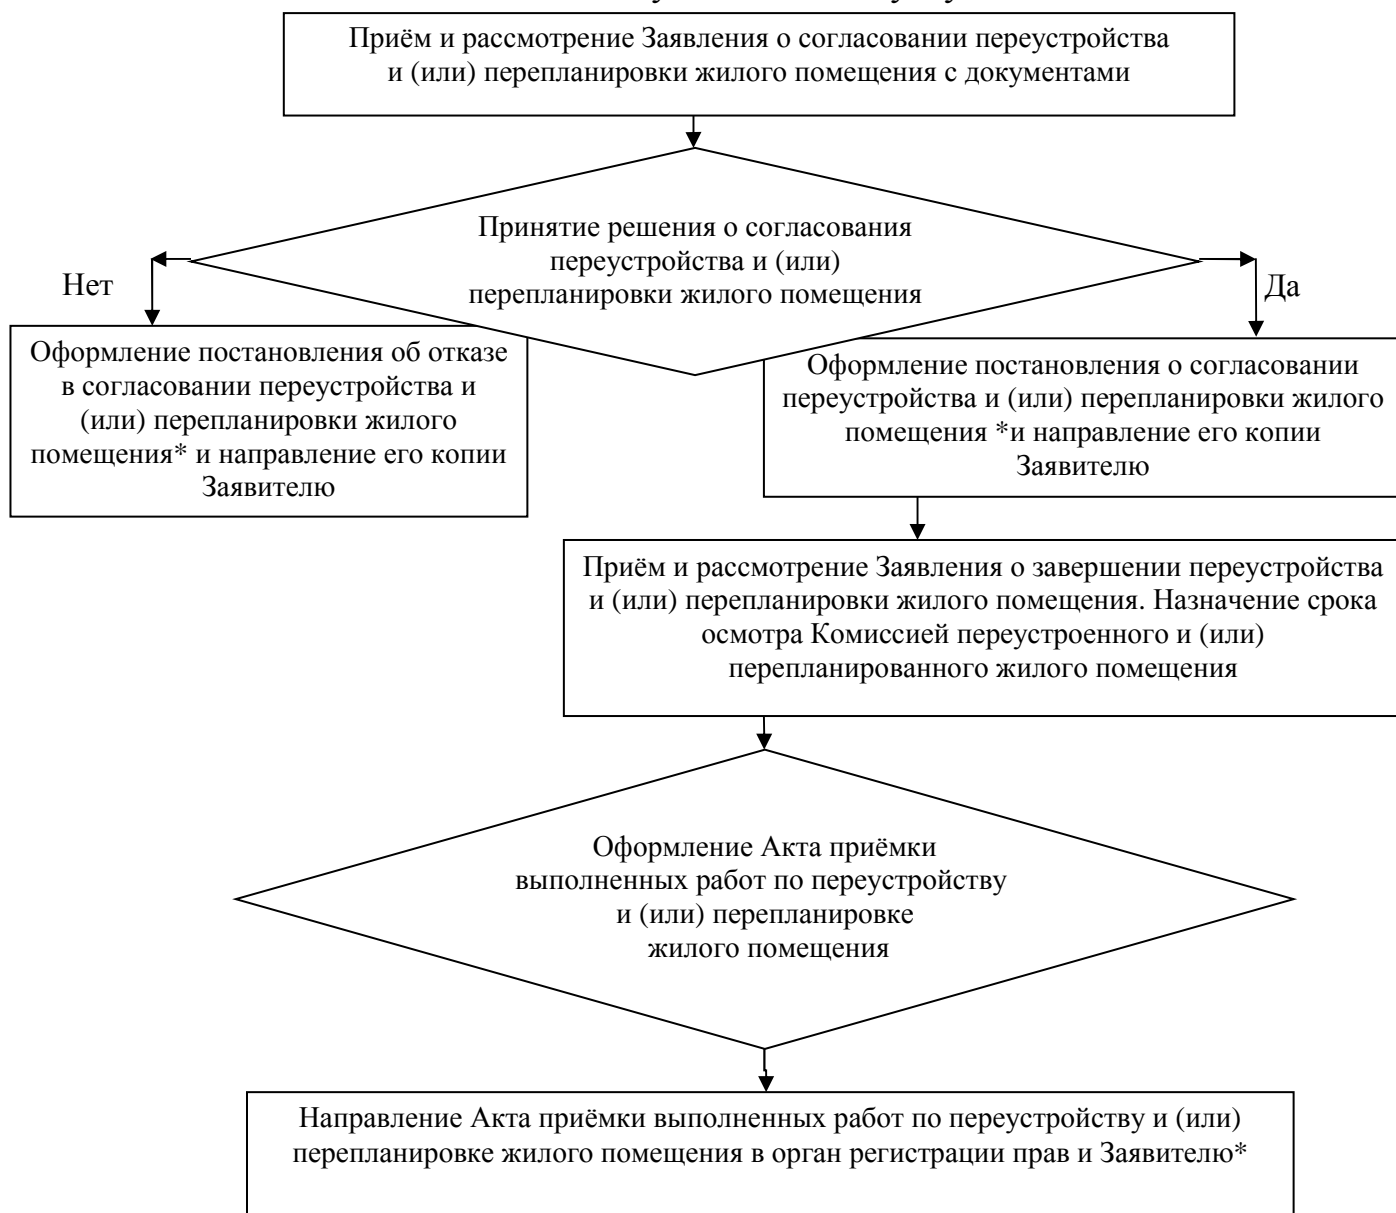 Приём и рассмотрение Заявления о согласовании переустройства
и (или) перепланировки жилого помещения с документами
Принятие решения о согласования
переустройства и (или)
перепланировки жилого помещения
Нет
Да
Оформление постановления об отказе
в согласовании переустройства и
(или) перепланировки жилого
помещения* и направление его копии
Заявителю
Оформление постановления о согласовании
переустройства и (или) перепланировки жилого
помещения *и направление его копии
Заявителю
Приём и рассмотрение Заявления о завершении переустройства
и (или) перепланировки жилого помещения. Назначение срока
осмотра Комиссией переустроенного и (или)
перепланированного жилого помещения
Оформление Акта приёмки
выполненных работ по переустройству
и (или) перепланировке
жилого помещения
Направление Акта приёмки выполненных работ по переустройству и (или)
перепланировке жилого помещения в орган регистрации прав и Заявителю*